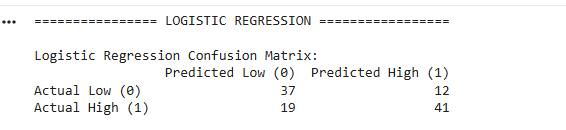 ================ LOGISTIC REGRESSION =================
Logistic Regression Confusion Matrix:
Predicted Low (0) Predicted High (1)
Actual Low (0) 37 12
Actual High (1) 19 41